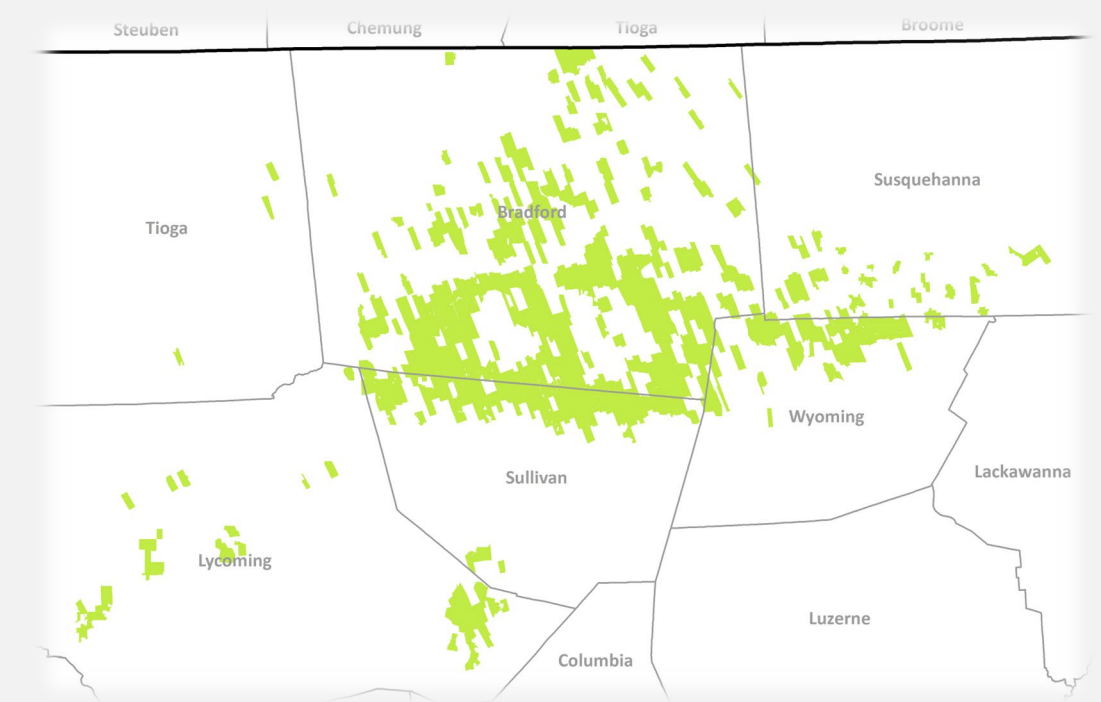 Steuben
Chemung
Tioga
Broome
Susquehanna
Bradford
Tioga
Wyoming
Sullivan
Lackawanna
Lycoming
Luzerne
Columbia